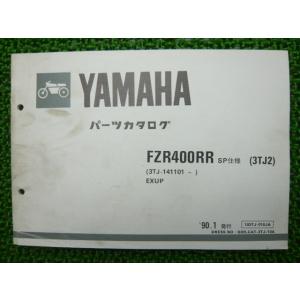 YAMAHA
パーツカタログ
FZR400RR SP仕様 (3TJ2)
(3TJ-141101 ~ )
EXUP
'90.1 発行